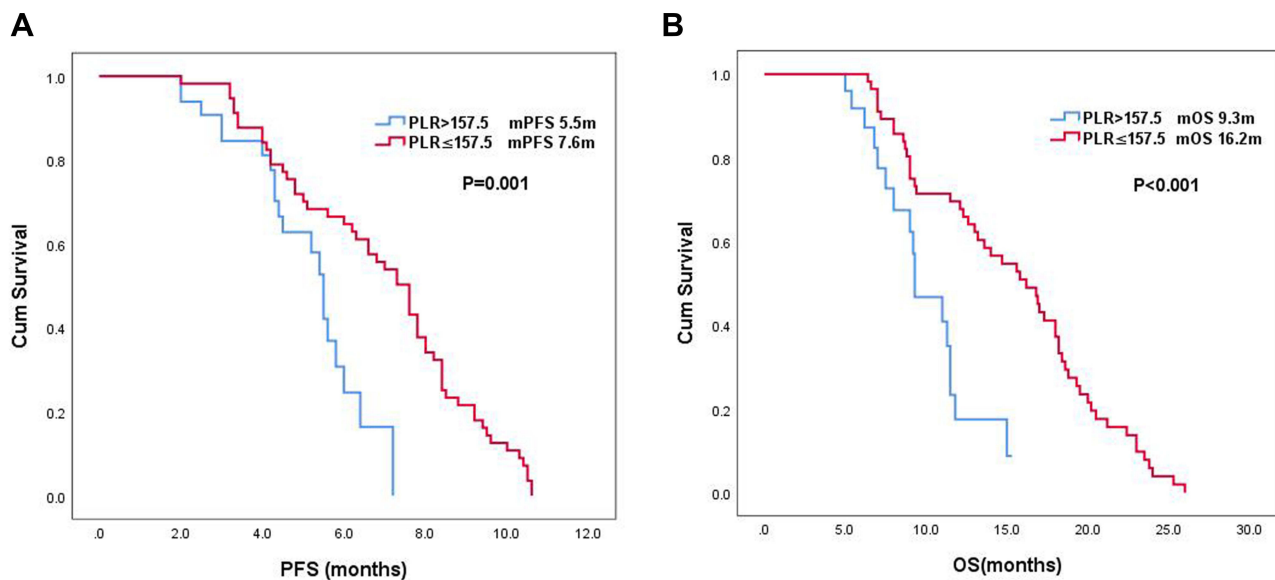 A
B
PLR>157.5 mPFS 5.5m
PLR≤157.5 mPFS 7.6m
P=0.001
1.0
0.8
0.6
0.4
0.2
0.0
Cum Survival
.0 2.0 4.0 6.0 8.0 10.0 12.0
PFS (months)
PLR>157.5 mOS 9.3m
PLR≤157.5 mOS 16.2m
P<0.001
1.0
0.8
0.6
0.4
0.2
0.0
Cum Survival
.0 5.0 10.0 15.0 20.0 25.0 30.0
OS(months)